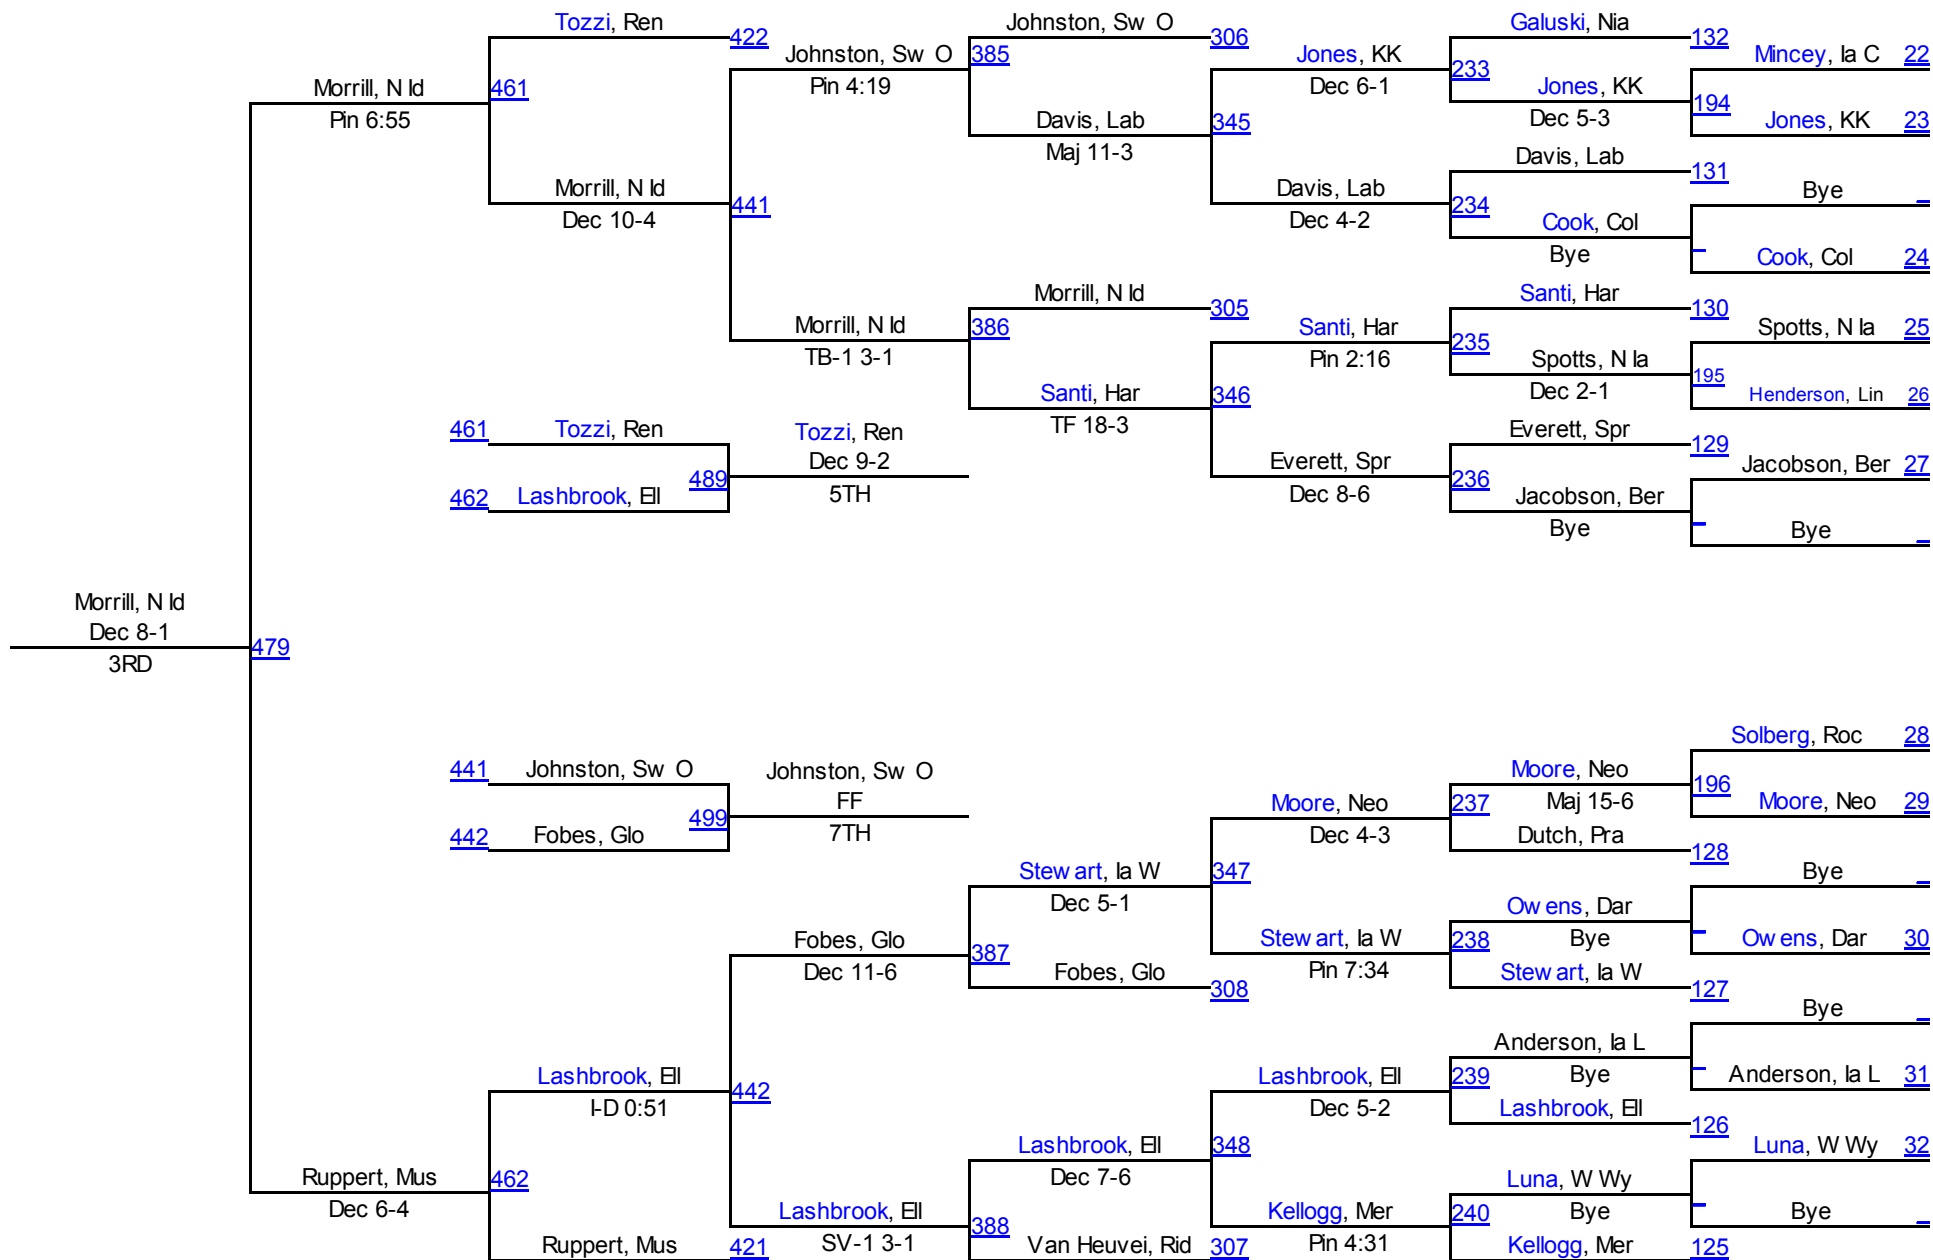 Tozzi, Ren
422
461
Morrill, N Id
Pin 6:55
Morrill, N Id
Dec 10-4
Johnston, Sw O
Pin 4:19
385
441
Morrill, N Id
TB-1 3-1
Johnston, Sw O
306
Davis, Lab
Maj 11-3
345
Morrill, N Id
305
386
Santi, Har
TF 18-3
346
Jones, KK
Dec 6-1
233
Davis, Lab
Dec 4-2
234
Santi, Har
Pin 2:16
235
Everett, Spr
Dec 8-6
236
Galuski, Nia
132
Jones, KK
Dec 5-3
194
Davis, Lab
131
Cook, Col
Bye
Santi, Har
130
Spotts, N Ia
Dec 2-1
195
Everett, Spr
129
Jacobson, Ber
Bye
Mincey, Ia C 22
Jones, KK 23
Bye
Cook, Col 24
Spotts, N Ia 25
Henderson, Lin 26
Jacobson, Ber 27
Bye
461 Tozzi, Ren
462 Lashbrook, Ell
489
Tozzi, Ren
Dec 9-2
5TH
Morrill, N Id
Dec 8-1
3RD
479
441 Johnston, Sw O
442 Fobes, Glo
499
Johnston, Sw O
FF
7TH
Stewart, Ia W
Dec 5-1
347
Fobes, Glo
Dec 11-6
387
Fobes, Glo
308
Lashbrook, Ell
I-D 0:51
442
Ruppert, Mus
Dec 6-4
462
Ruppert, Mus 421
Lashbrook, Ell
SV-1 3-1
388
Lashbrook, Ell
Dec 7-6
348
Van Heuvei, Rid 307
Moore, Neo
Dec 4-3
237
Stewart, Ia W
Pin 7:34
238
Lashbrook, Ell
Dec 5-2
239
Kellogg, Mer
Pin 4:31
240
Moore, Neo
Maj 15-6
196
Dutch, Pra
128
Owens, Dar
Bye
Stewart, Ia W
127
Anderson, Ia L
Bye
Lashbrook, Ell
126
Luna, W Wy
Bye
Kellogg, Mer 125
Solberg, Roc 28
Moore, Neo 29
Bye
Owens, Dar 30
Bye
Anderson, Ia L 31
Luna, W Wy 32
Bye